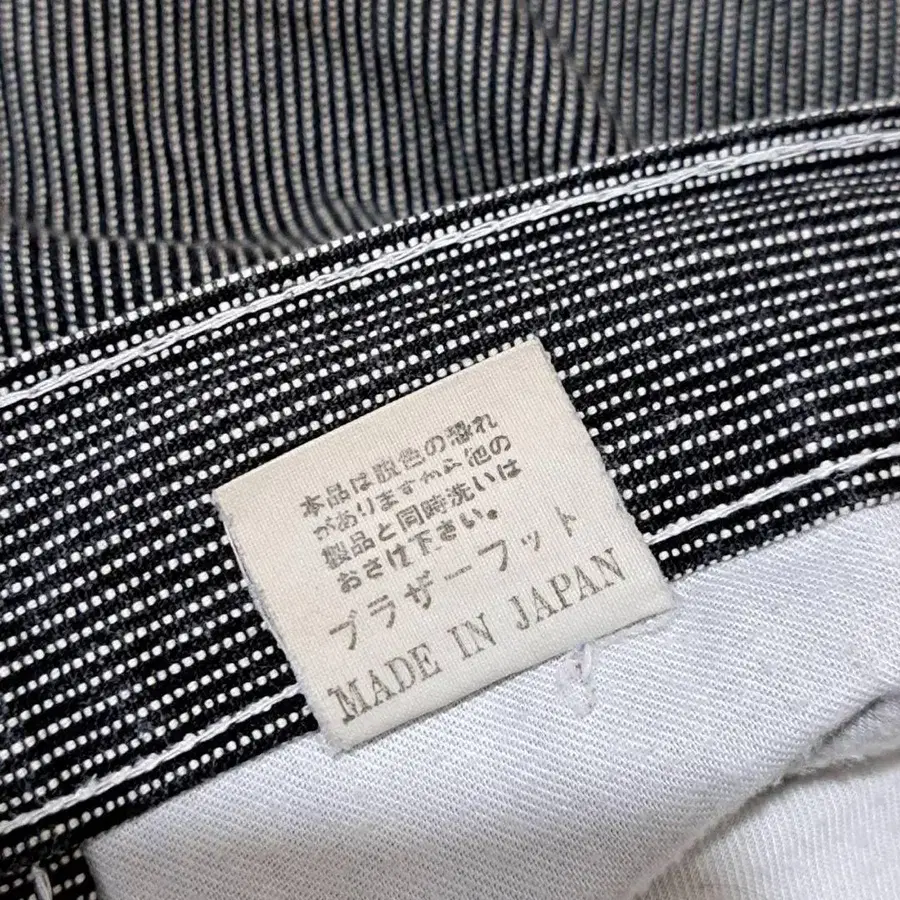 本品は脱色の恐れ
がありますから他の
製品と同時洗いは
おさけ下さい。
ブラザーフット
MADE IN JAPAN